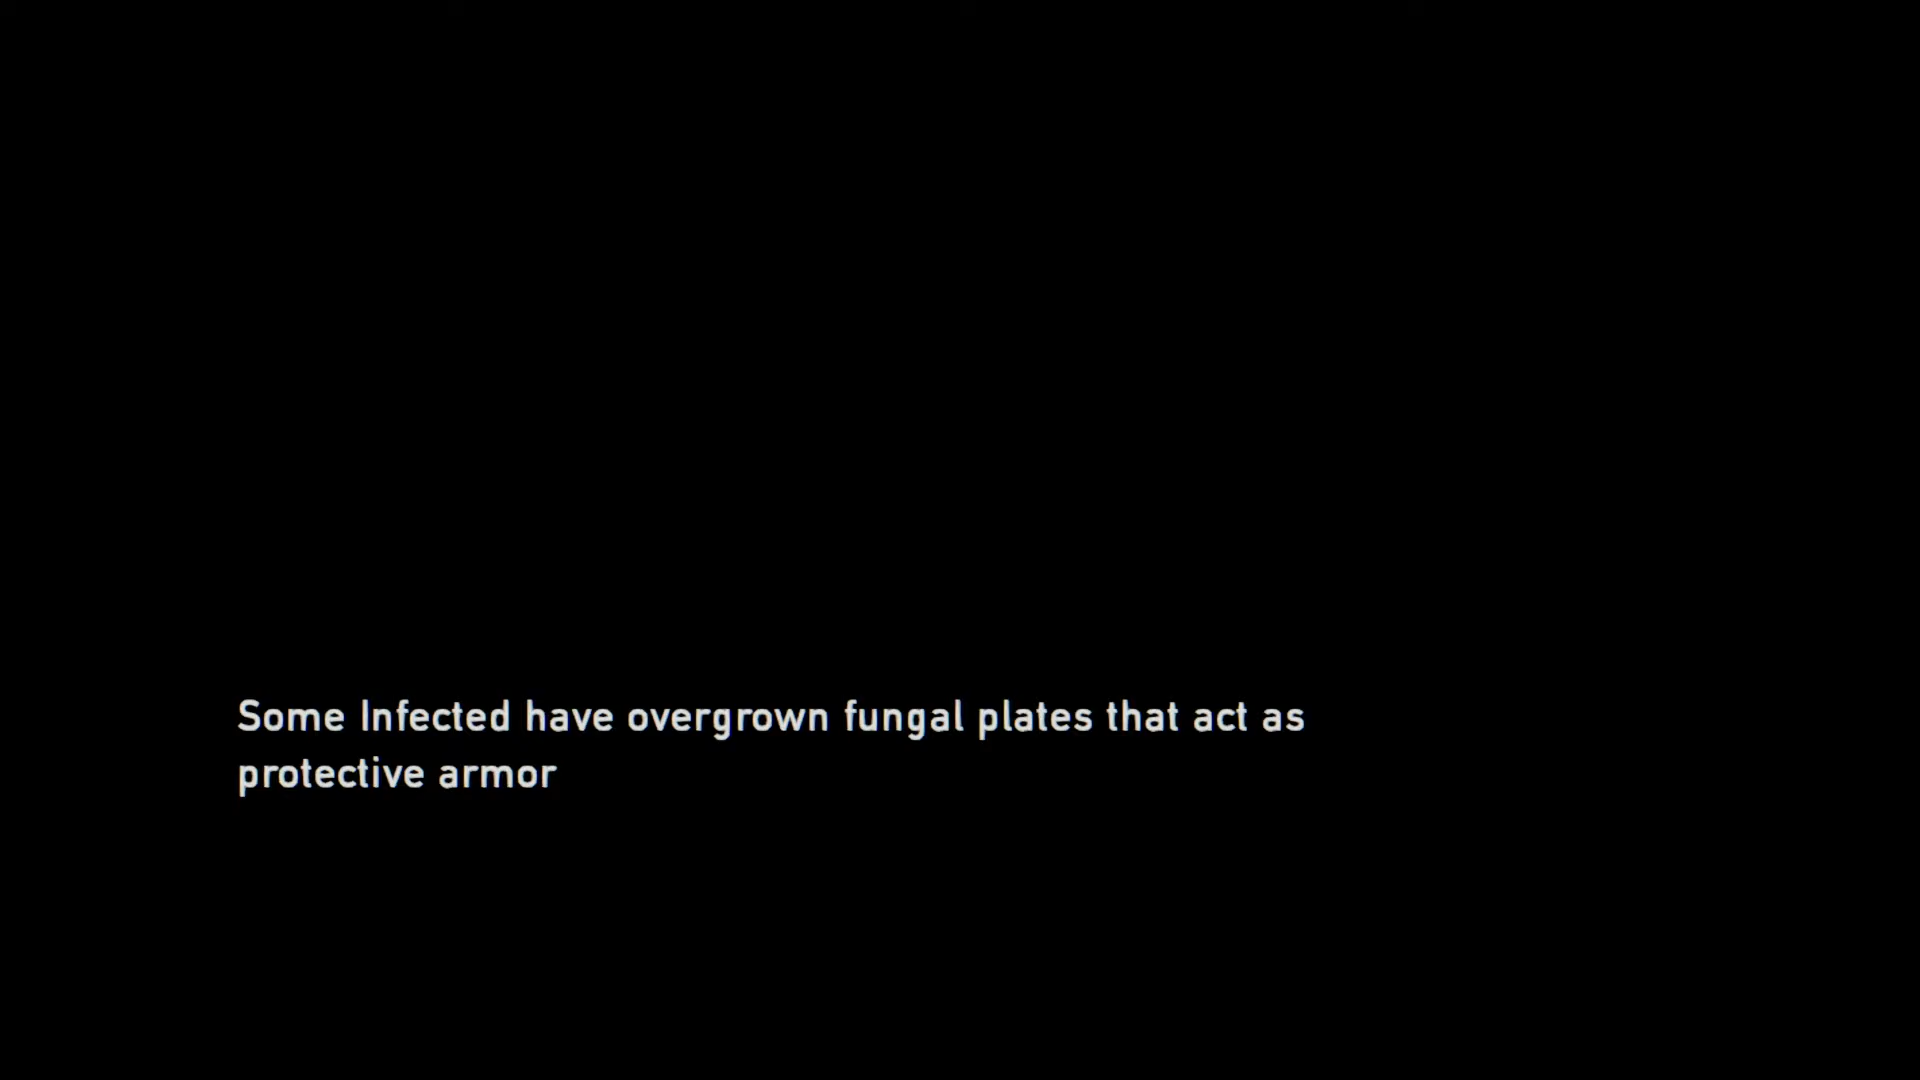 Some Infected have overgrown fungal plates that act as
protective armor